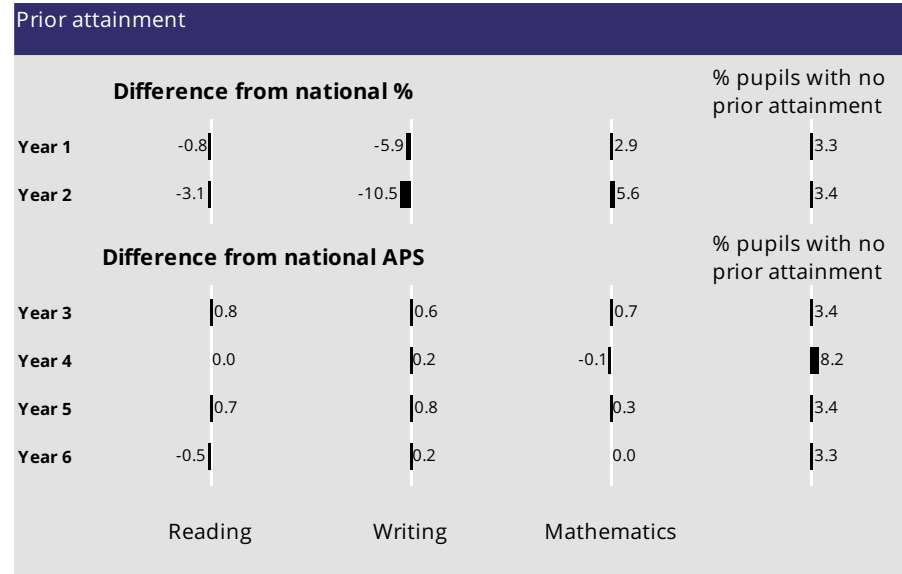 Prior attainment
Difference from national %
% pupils with no
prior attainment
Year 1 -0.8 -5.9 2.9 3.3
Year 2 -3.1 -10.5 5.6 3.4
Difference from national APS
% pupils with no
prior attainment
Year 3 0.8 0.6 0.7 3.4
Year 4 0.0 0.2 -0.1 8.2
Year 5 0.7 0.8 0.3 3.4
Year 6 -0.5 0.2 0.0 3.3
Reading Writing Mathematics